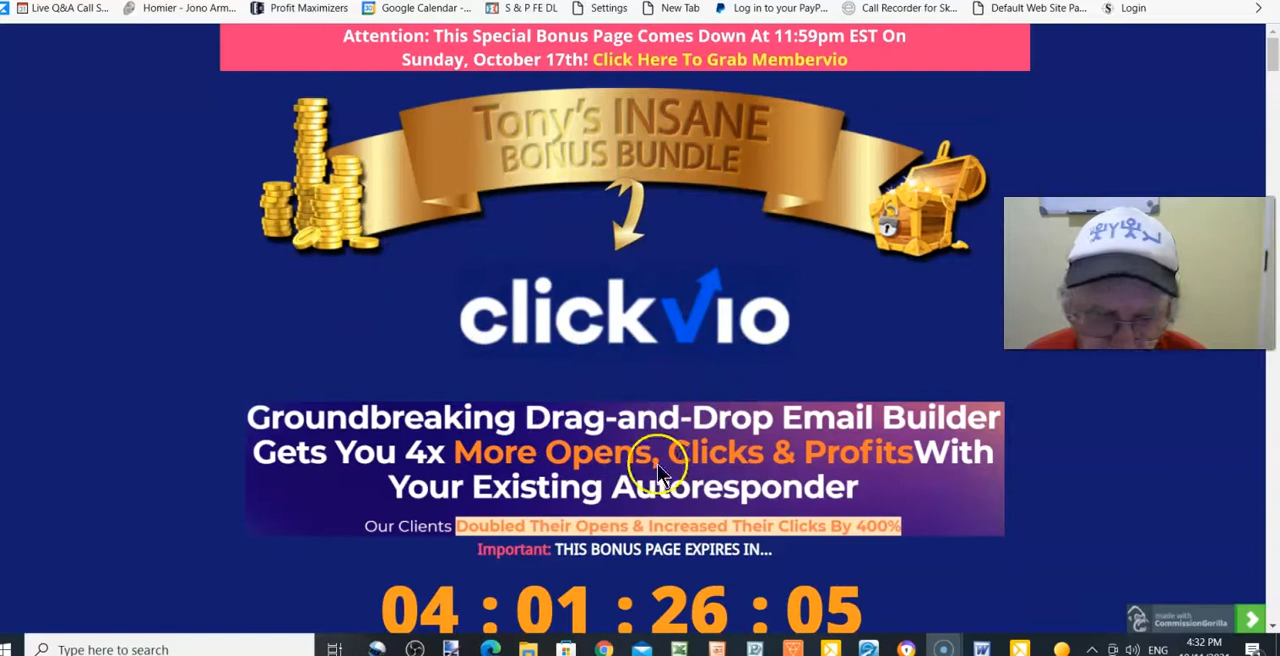 Live Q&A Call S... Homier - Jono Arm... Profit Maximizers Google Calendar -... S & P FE DL Settings New Tab Log in to your PayP... Call Recorder for Sk... Default Web Site Pa... Login
Attention: This Special Bonus Page Comes Down At 11:59pm EST On
Sunday, October 17th! Click Here To Grab Membervio
Tony's INSANE
BONUS BUNDLE
clickvio
Groundbreaking Drag-and-Drop Email Builder
Gets You 4x More Opens, Clicks & ProfitsWith
Your Existing Autoresponder
Our Clients Doubled Their Opens & Increased Their Clicks By 400%
Important: THIS BONUS PAGE EXPIRES IN...
04 : 01 : 26 : 05
made with
CommissionGorilla
Type here to search
ENG
4:32 PM